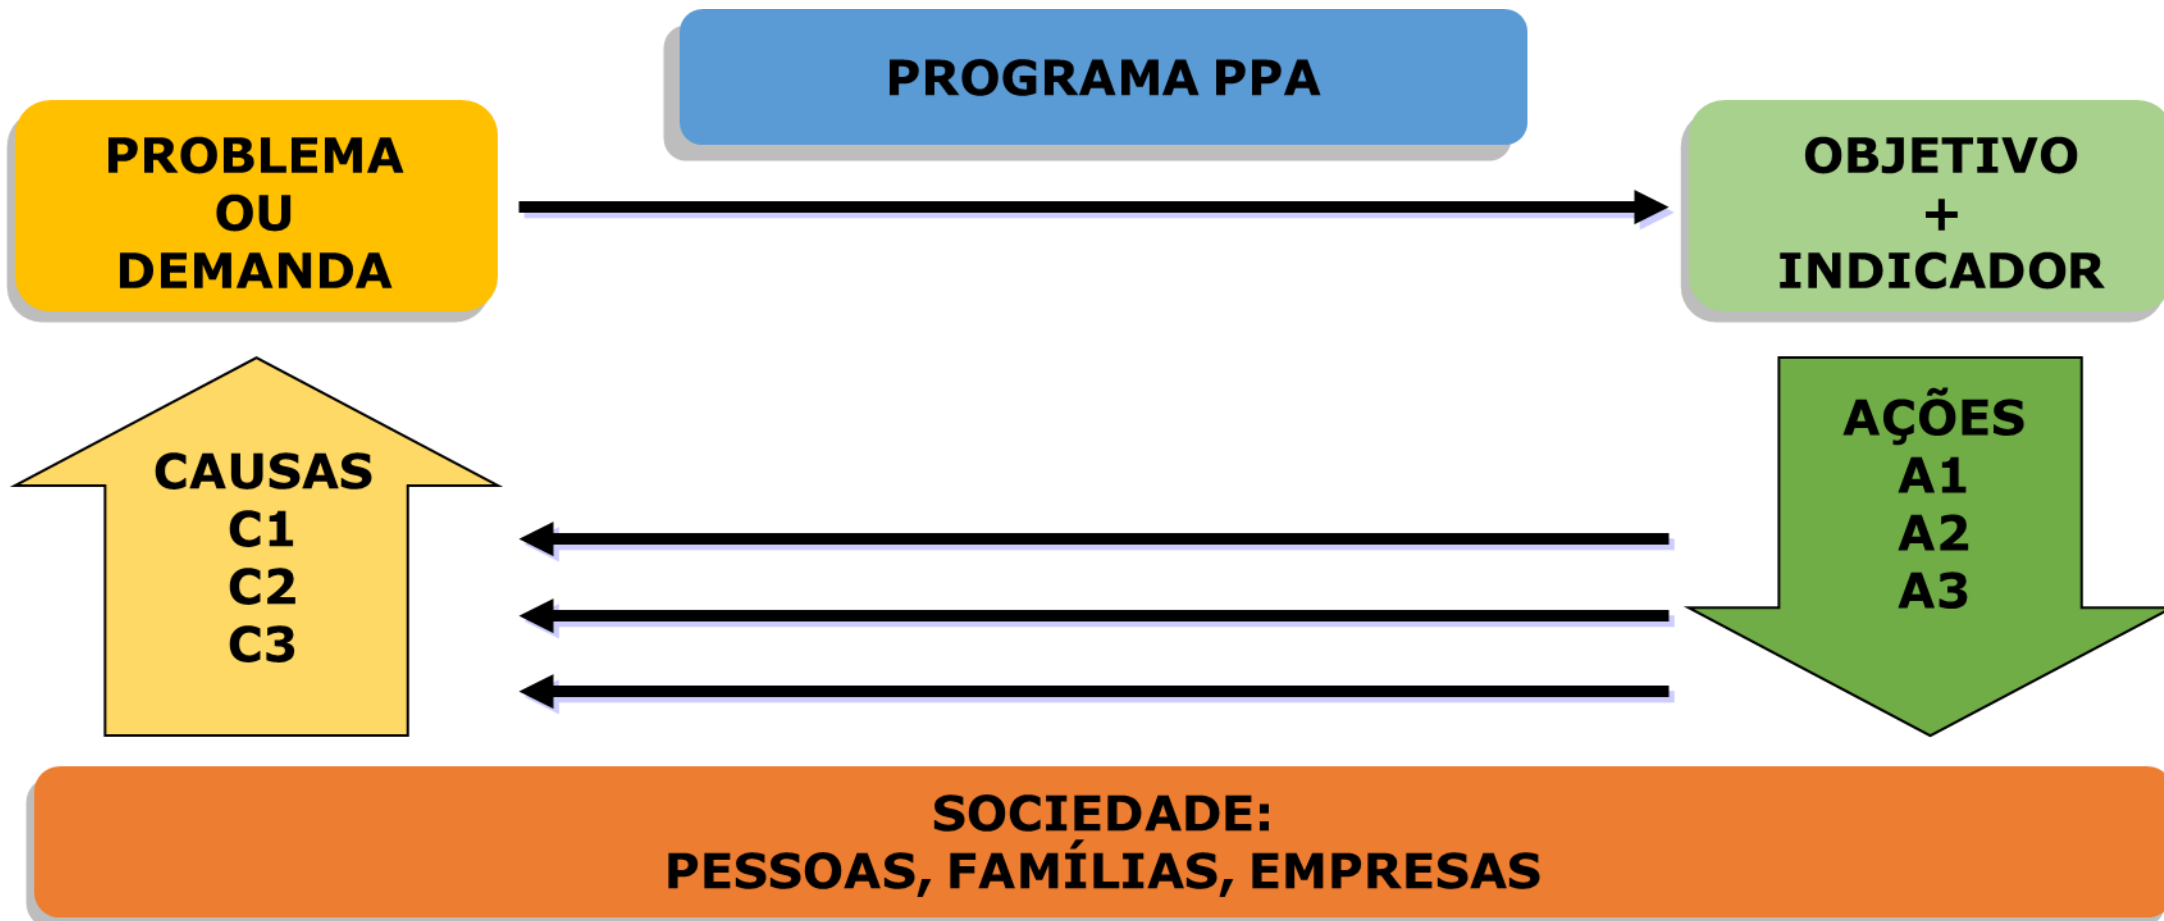 PROGRAMA PPA
PROBLEMA
OU
DEMANDA
OBJETIVO
+
INDICADOR
CAUSAS
C1
C2
C3
AÇÕES
A1
A2
A3
SOCIEDADE:
PESSOAS, FAMÍLIAS, EMPRESAS